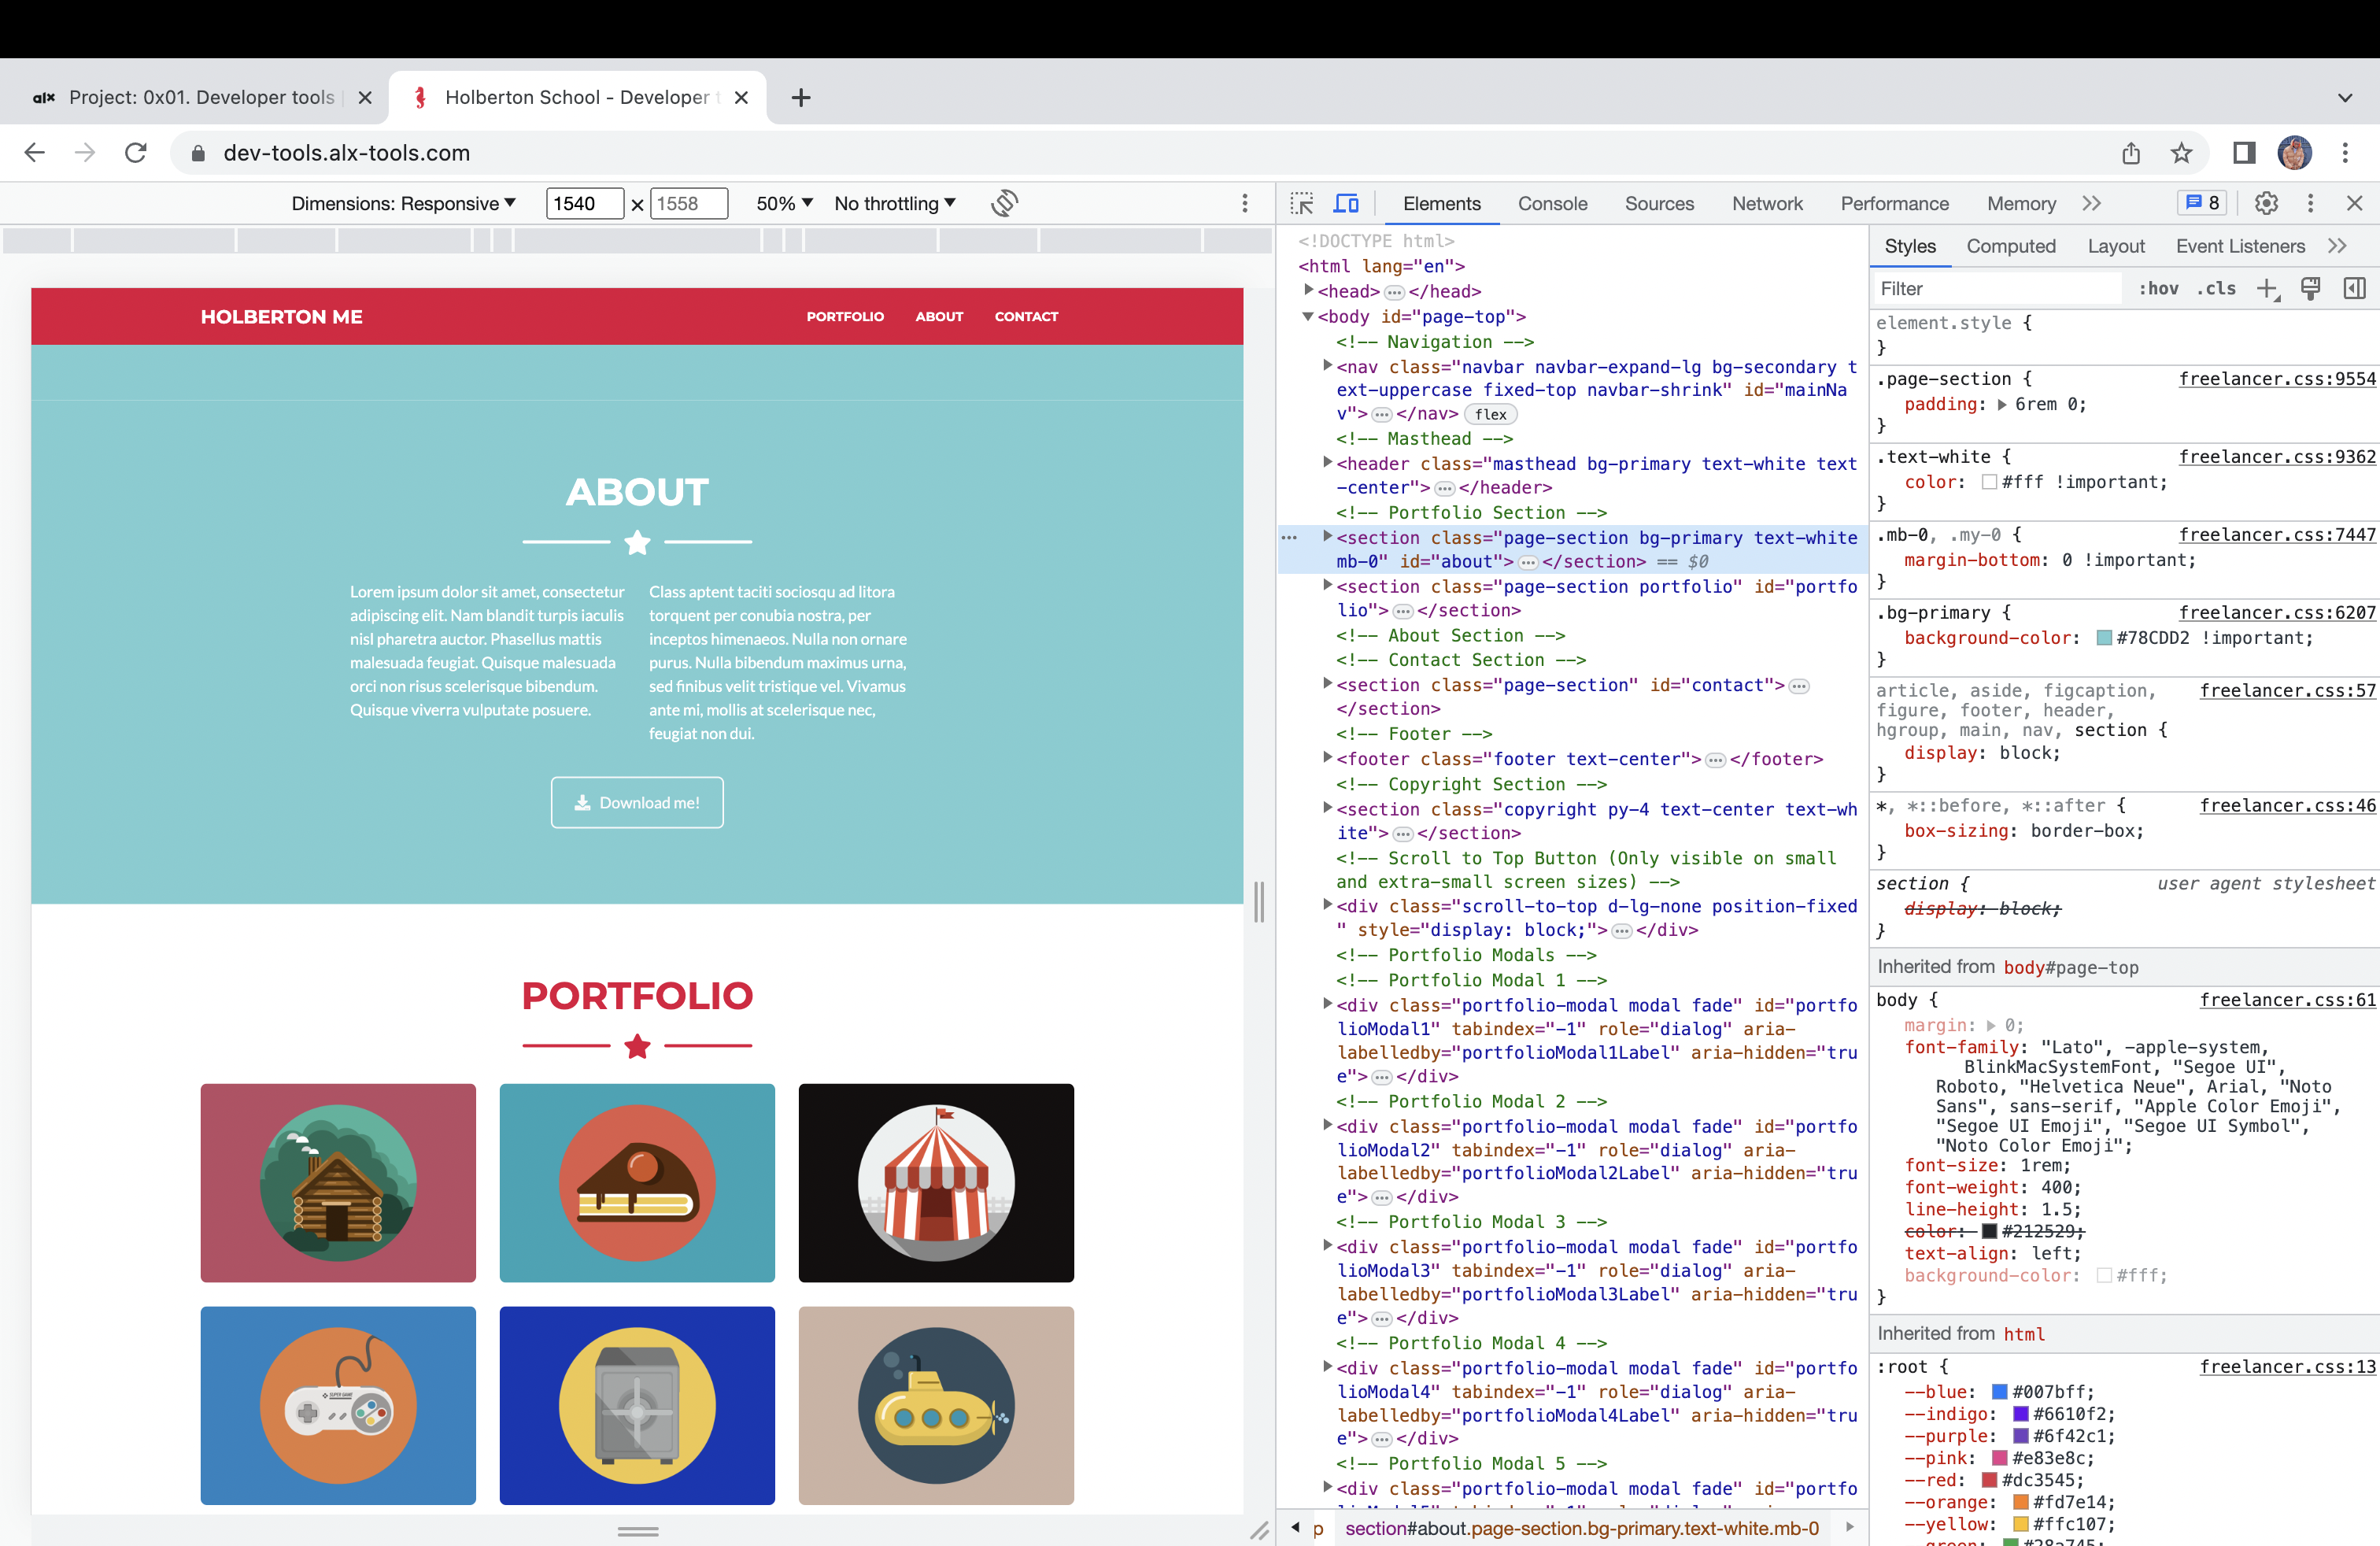 alx Project: 0x01. Developer tools
Holberton School - Developer t
dev-tools.alx-tools.com
Dimensions: Responsive 1540 × 1558 50% No throttling
Elements Console Sources Network Performance Memory 8
HOLBERTON ME
PORTFOLIO ABOUT CONTACT
ABOUT
Lorem ipsum dolor sit amet, consectetur
adipiscing elit. Nam blandit turpis iaculis
nisl pharetra auctor. Phasellus mattis
malesuada feugiat. Quisque malesuada
orci non risus scelerisque bibendum.
Quisque viverra vulputate posuere.
Class aptent taciti sociosqu ad litora
torquent per conubia nostra, per
inceptos himenaeos. Nulla non ornare
purus. Nulla bibendum maximus urna,
sed finibus velit tristique vel. Vivamus
ante mi, mollis at scelerisque nec,
feugiat non dui.
Download me!
PORTFOLIO
SUPER GAME
<!DOCTYPE html>
<html lang="en">
<head>…</head>
<body id="page-top">
<!-- Navigation -->
<nav class="navbar navbar-expand-lg bg-secondary t
ext-uppercase fixed-top navbar-shrink" id="mainNa
v">…</nav> flex
<!-- Masthead -->
<header class="masthead bg-primary text-white text
-center">…</header>
<!-- Portfolio Section -->
… <section class="page-section bg-primary text-white
mb-0" id="about">…</section> == $0
<section class="page-section portfolio" id="portfo
lio">…</section>
<!-- About Section -->
<!-- Contact Section -->
<section class="page-section" id="contact">…
</section>
<!-- Footer -->
<footer class="footer text-center">…</footer>
<!-- Copyright Section -->
<section class="copyright py-4 text-center text-wh
ite">…</section>
<!-- Scroll to Top Button (Only visible on small
and extra-small screen sizes) -->
<div class="scroll-to-top d-lg-none position-fixed
" style="display: block;">…</div>
<!-- Portfolio Modals -->
<!-- Portfolio Modal 1 -->
<div class="portfolio-modal modal fade" id="portfo
lioModal1" tabindex="-1" role="dialog" aria-
labelledby="portfolioModal1Label" aria-hidden="tru
e">…</div>
<!-- Portfolio Modal 2 -->
<div class="portfolio-modal modal fade" id="portfo
lioModal2" tabindex="-1" role="dialog" aria-
labelledby="portfolioModal2Label" aria-hidden="tru
e">…</div>
<!-- Portfolio Modal 3 -->
<div class="portfolio-modal modal fade" id="portfo
lioModal3" tabindex="-1" role="dialog" aria-
labelledby="portfolioModal3Label" aria-hidden="tru
e">…</div>
<!-- Portfolio Modal 4 -->
<div class="portfolio-modal modal fade" id="portfo
lioModal4" tabindex="-1" role="dialog" aria-
labelledby="portfolioModal4Label" aria-hidden="tru
e">…</div>
<!-- Portfolio Modal 5 -->
<div class="portfolio-modal modal fade" id="portfo
p section#about.page-section.bg-primary.text-white.mb-0
Styles Computed Layout Event Listeners
Filter :hov .cls
element.style {
}
.page-section { freelancer.css:9554
padding: 6rem 0;
}
.text-white { freelancer.css:9362
color: #fff !important;
}
.mb-0, .my-0 { freelancer.css:7447
margin-bottom: 0 !important;
}
.bg-primary { freelancer.css:6207
background-color: #78CDD2 !important;
}
article, aside, figcaption, freelancer.css:57
figure, footer, header,
hgroup, main, nav, section {
display: block;
}
*, *::before, *::after { freelancer.css:46
box-sizing: border-box;
}
section { user agent stylesheet
display: block;
}
Inherited from body#page-top
body { freelancer.css:61
margin: 0;
font-family: "Lato", -apple-system,
BlinkMacSystemFont, "Segoe UI",
Roboto, "Helvetica Neue", Arial, "Noto
Sans", sans-serif, "Apple Color Emoji",
"Segoe UI Emoji", "Segoe UI Symbol",
"Noto Color Emoji";
font-size: 1rem;
font-weight: 400;
line-height: 1.5;
color: #212529;
text-align: left;
background-color: #fff;
}
Inherited from html
:root { freelancer.css:13
--blue: #007bff;
--indigo: #6610f2;
--purple: #6f42c1;
--pink: #e83e8c;
--red: #dc3545;
--orange: #fd7e14;
--yellow: #ffc107;
--green: #28a745;